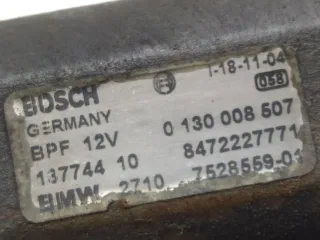 BOSCH 1-18-11-04
058
GERMANY
BPF 12V 0 130 008 507
137744 10 8472227771
BMW 2710 7528559-01